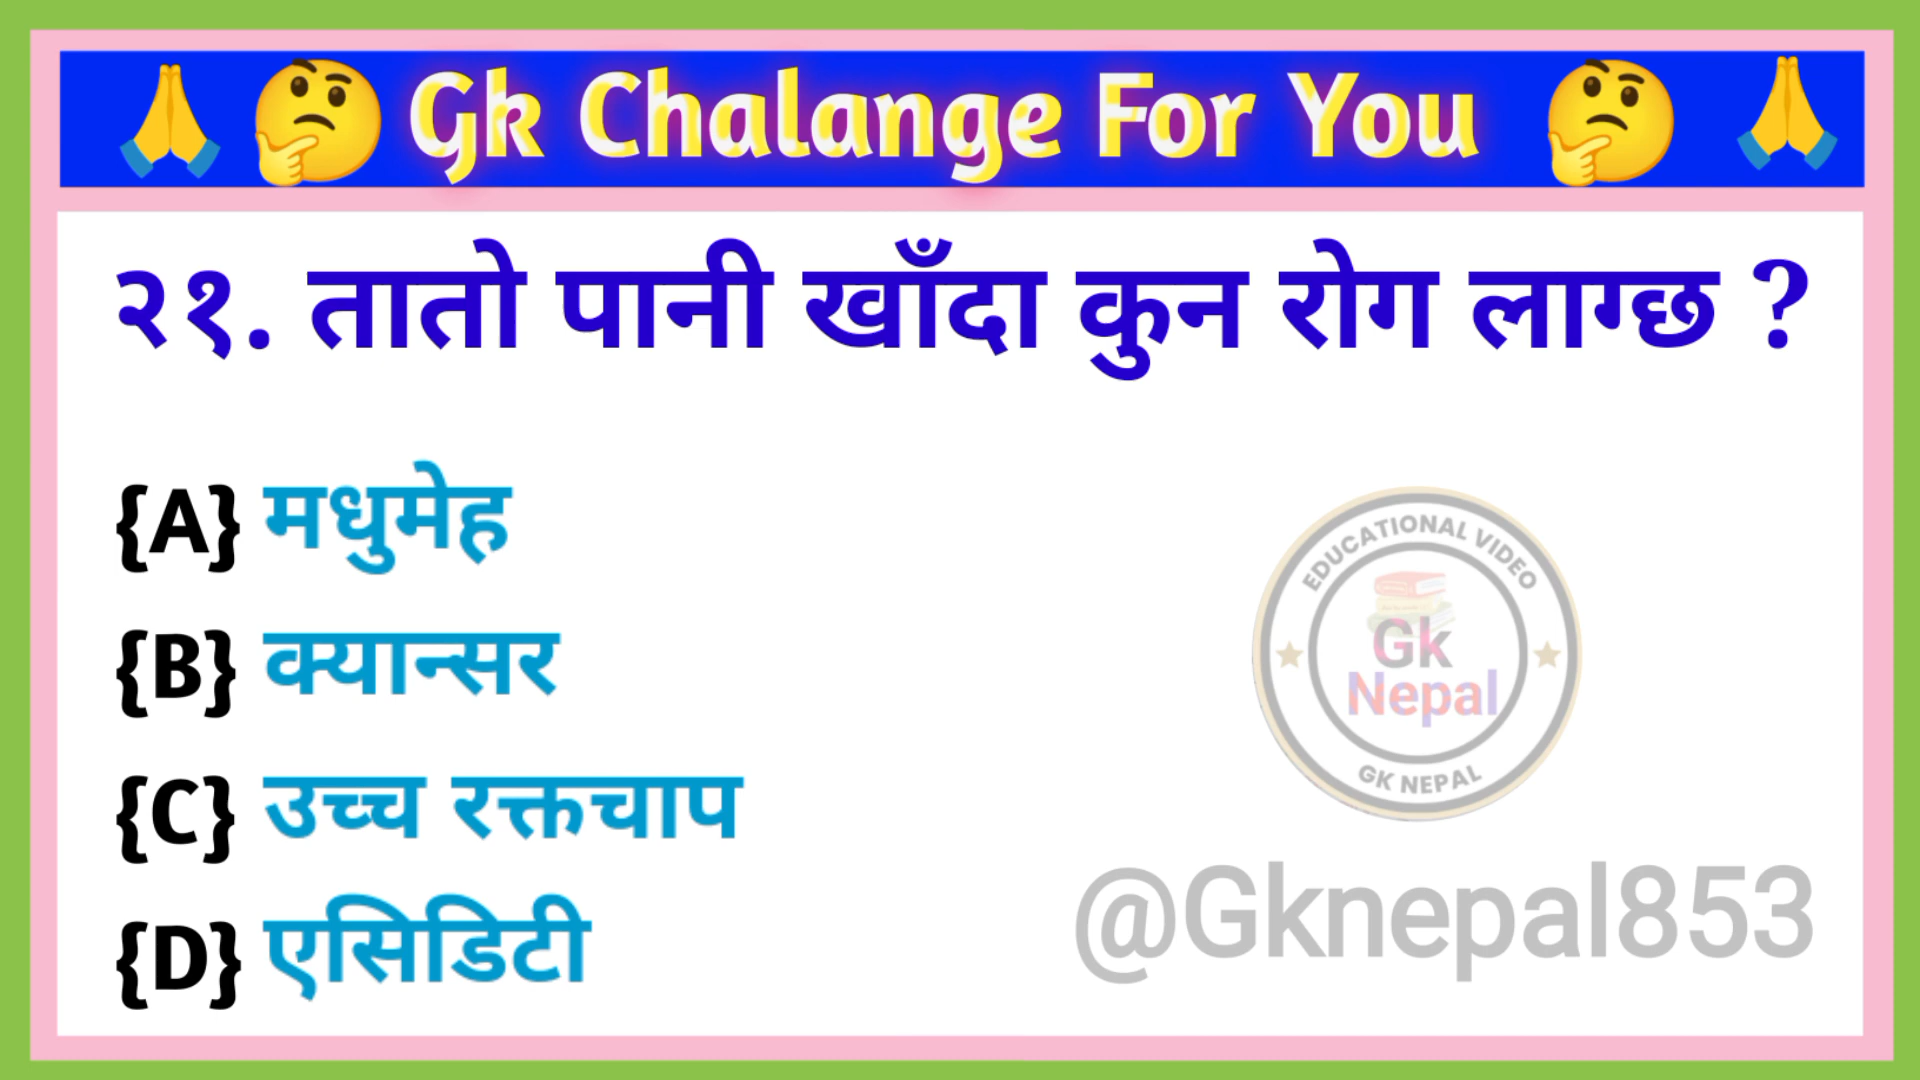 🙏🤔 Gk Chalange For You 🤔🙏
२१. तातो पानी खाँदा कुन रोग लाग्छ ?
{A} मधुमेह
{B} क्यान्सर
{C} उच्च रक्तचाप
{D} एसिडिटी
EDUCATIONAL VIDEO
Gk
Nepal
GK NEPAL
@Gknepal853